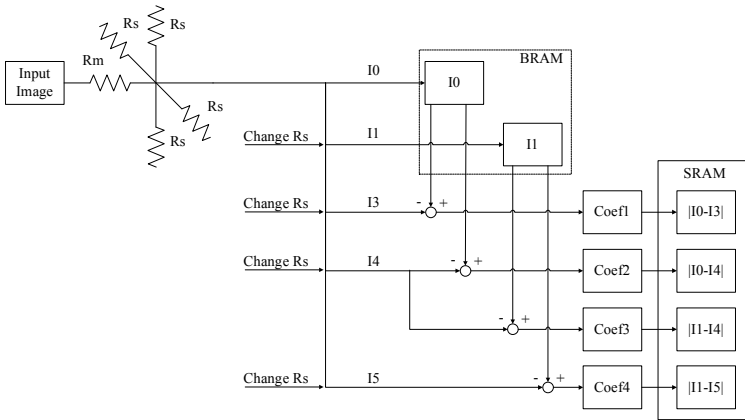 Rs
Rs
Rm
Input
Image
Rs
Rs
I0
BRAM
I0
Change Rs
I1
I1
Change Rs
I3
-
+
Coef1
SRAM
|I0-I3|
Change Rs
I4
-
+
Coef2
|I0-I4|
-
+
Coef3
|I1-I4|
Change Rs
I5
-
+
Coef4
|I1-I5|